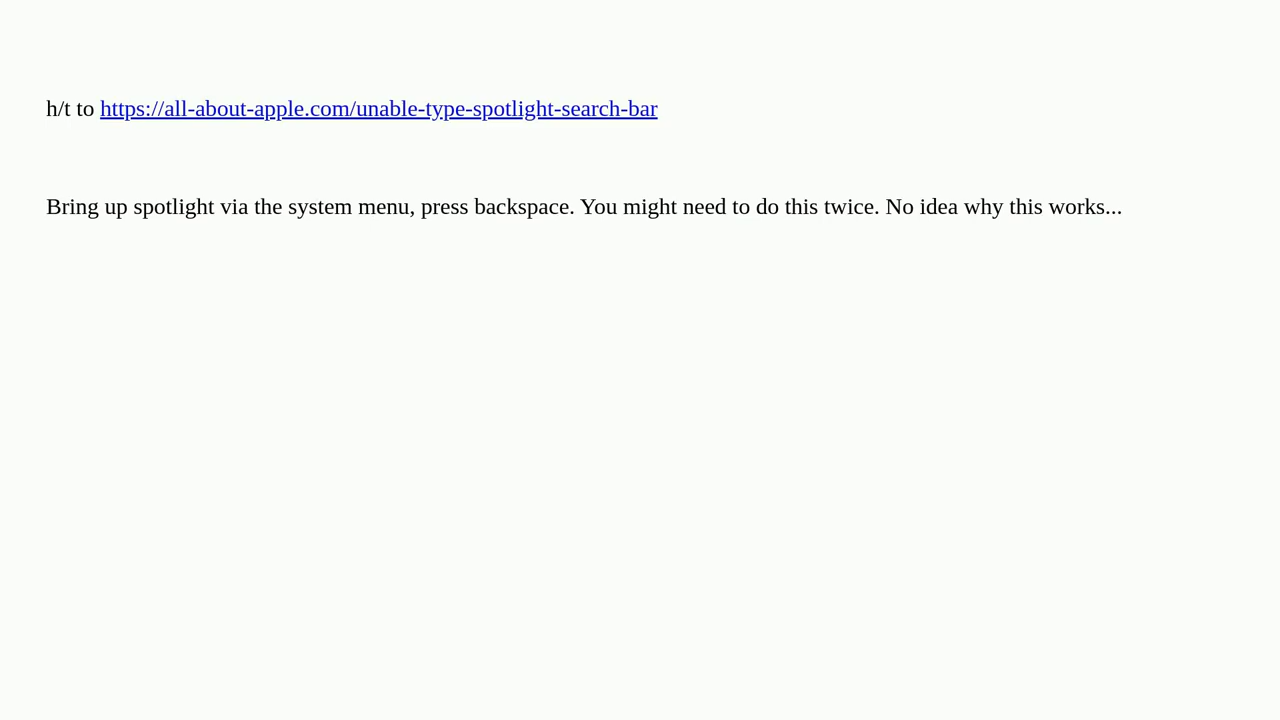 h/t to https://all-about-apple.com/unable-type-spotlight-search-bar
Bring up spotlight via the system menu, press backspace. You might need to do this twice. No idea why this works...